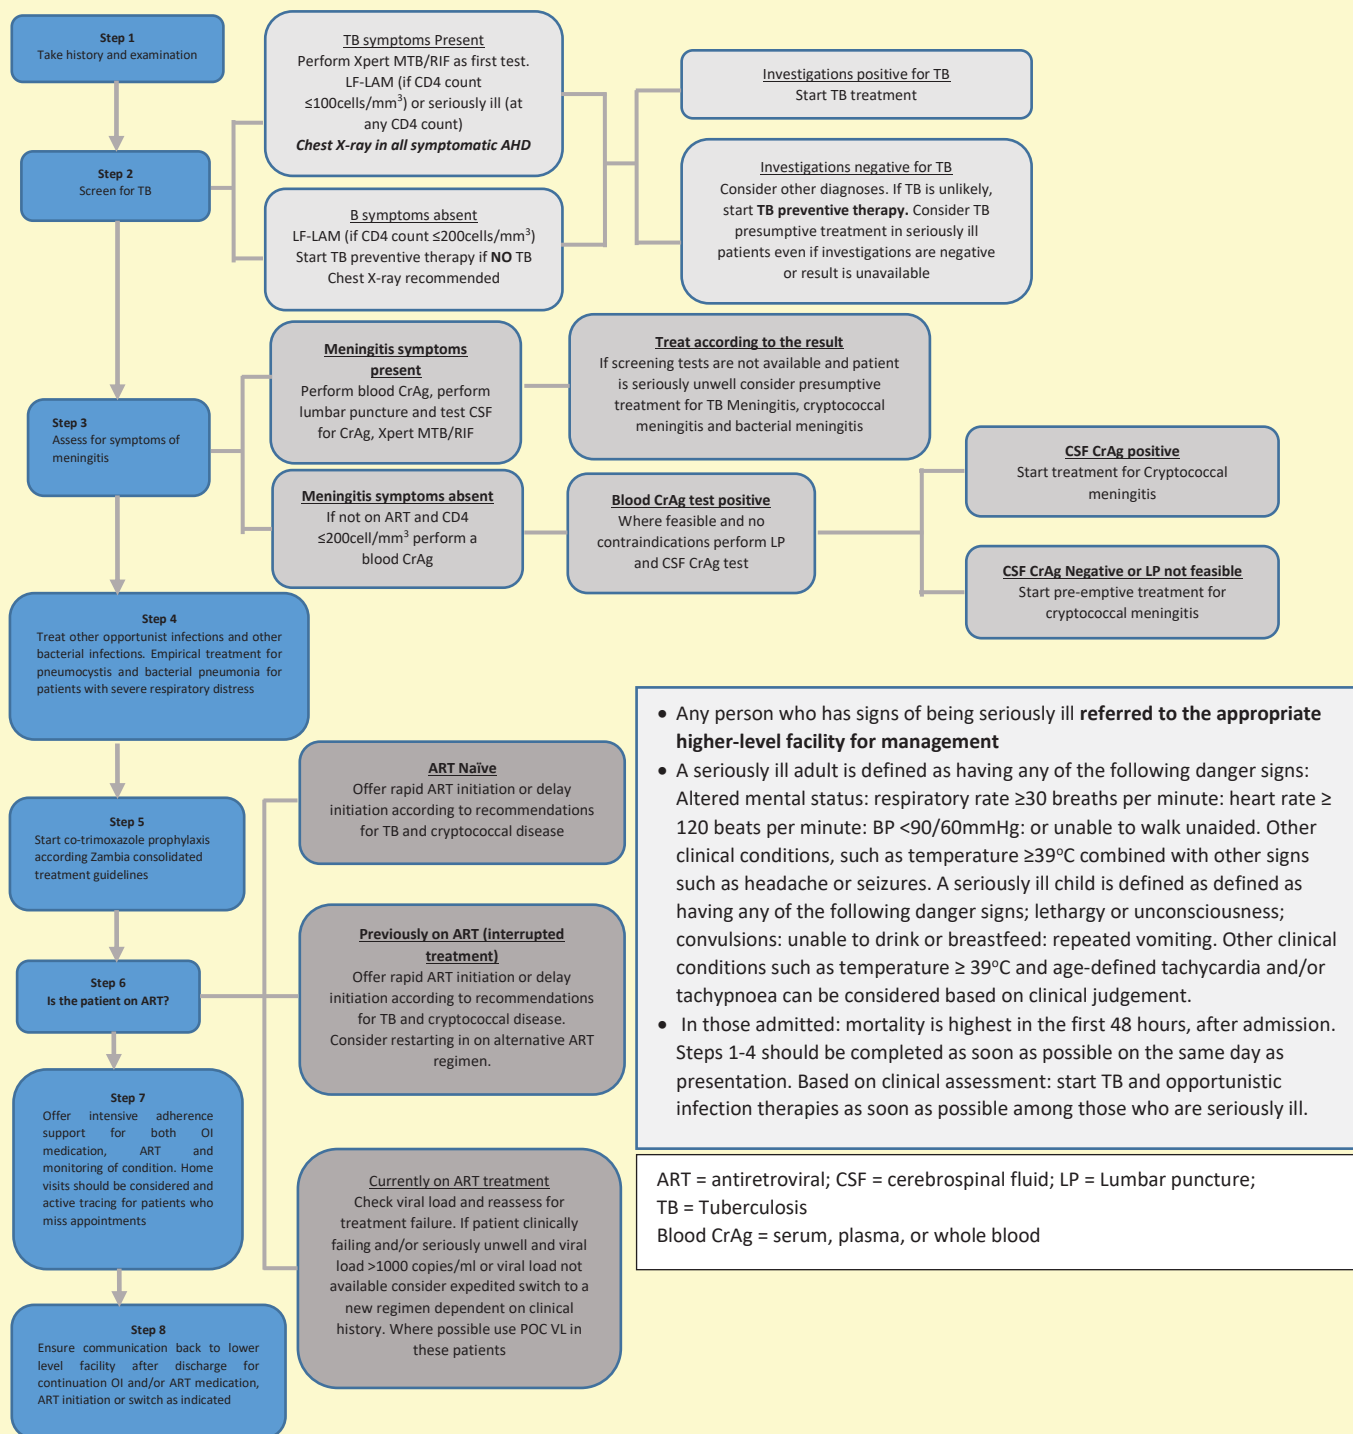 Step 1
Take history and examination
TB symptoms Present
Perform Xpert MTB/RIF as first test.
LF-LAM (if CD4 count
≤100cells/mm³) or seriously ill (at
any CD4 count)
Chest X-ray in all symptomatic AHD
Investigations positive for TB
Start TB treatment
Step 2
Screen for TB
Investigations negative for TB
Consider other diagnoses. If TB is unlikely,
start TB preventive therapy. Consider TB
presumptive treatment in seriously ill
patients even if investigations are negative
or result is unavailable
B symptoms absent
LF-LAM (if CD4 count ≤200cells/mm³)
Start TB preventive therapy if NO TB
Chest X-ray recommended
Step 3
Assess for symptoms of
meningitis
Meningitis symptoms
present
Perform blood CrAg, perform
lumbar puncture and test CSF
for CrAg, Xpert MTB/RIF
Treat according to the result
If screening tests are not available and patient
is seriously unwell consider presumptive
treatment for TB Meningitis, cryptococcal
meningitis and bacterial meningitis
Meningitis symptoms absent
If not on ART and CD4
≤200cell/mm³ perform a
blood CrAg
Blood CrAg test positive
Where feasible and no
contraindications perform LP
and CSF CrAg test
CSF CrAg positive
Start treatment for Cryptococcal
meningitis
CSF CrAg Negative or LP not feasible
Start pre-emptive treatment for
cryptococcal meningitis
Step 4
Treat other opportunist infections and other
bacterial infections. Empirical treatment for
pneumocystis and bacterial pneumonia for
patients with severe respiratory distress
Step 5
Start co-trimoxazole prophylaxis
according Zambia consolidated
treatment guidelines
Step 6
Is the patient on ART?
ART Naïve
Offer rapid ART initiation or delay
initiation according to recommendations
for TB and cryptococcal disease
Previously on ART (interrupted
treatment)
Offer rapid ART initiation or delay
initiation according to recommendations
for TB and cryptococcal disease.
Consider restarting in on alternative ART
regimen.
Currently on ART treatment
Check viral load and reassess for
treatment failure. If patient clinically
failing and/or seriously unwell and viral
load >1000 copies/ml or viral load not
available consider expedited switch to a
new regimen dependent on clinical
history. Where possible use POC VL in
these patients
Step 7
Offer intensive adherence
support for both OI
medication, ART and
monitoring of condition. Home
visits should be considered and
active tracing for patients who
miss appointments
Step 8
Ensure communication back to lower
level facility after discharge for
continuation OI and/or ART medication,
ART initiation or switch as indicated
• Any person who has signs of being seriously ill referred to the appropriate
higher-level facility for management
• A seriously ill adult is defined as having any of the following danger signs:
Altered mental status: respiratory rate ≥30 breaths per minute: heart rate ≥
120 beats per minute: BP <90/60mmHg: or unable to walk unaided. Other
clinical conditions, such as temperature ≥39°C combined with other signs
such as headache or seizures. A seriously ill child is defined as defined as
having any of the following danger signs; lethargy or unconsciousness;
convulsions: unable to drink or breastfeed: repeated vomiting. Other clinical
conditions such as temperature ≥ 39°C and age-defined tachycardia and/or
tachypnoea can be considered based on clinical judgement.
• In those admitted: mortality is highest in the first 48 hours, after admission.
Steps 1-4 should be completed as soon as possible on the same day as
presentation. Based on clinical assessment: start TB and opportunistic
infection therapies as soon as possible among those who are seriously ill.
ART = antiretroviral; CSF = cerebrospinal fluid; LP = Lumbar puncture;
TB = Tuberculosis
Blood CrAg = serum, plasma, or whole blood